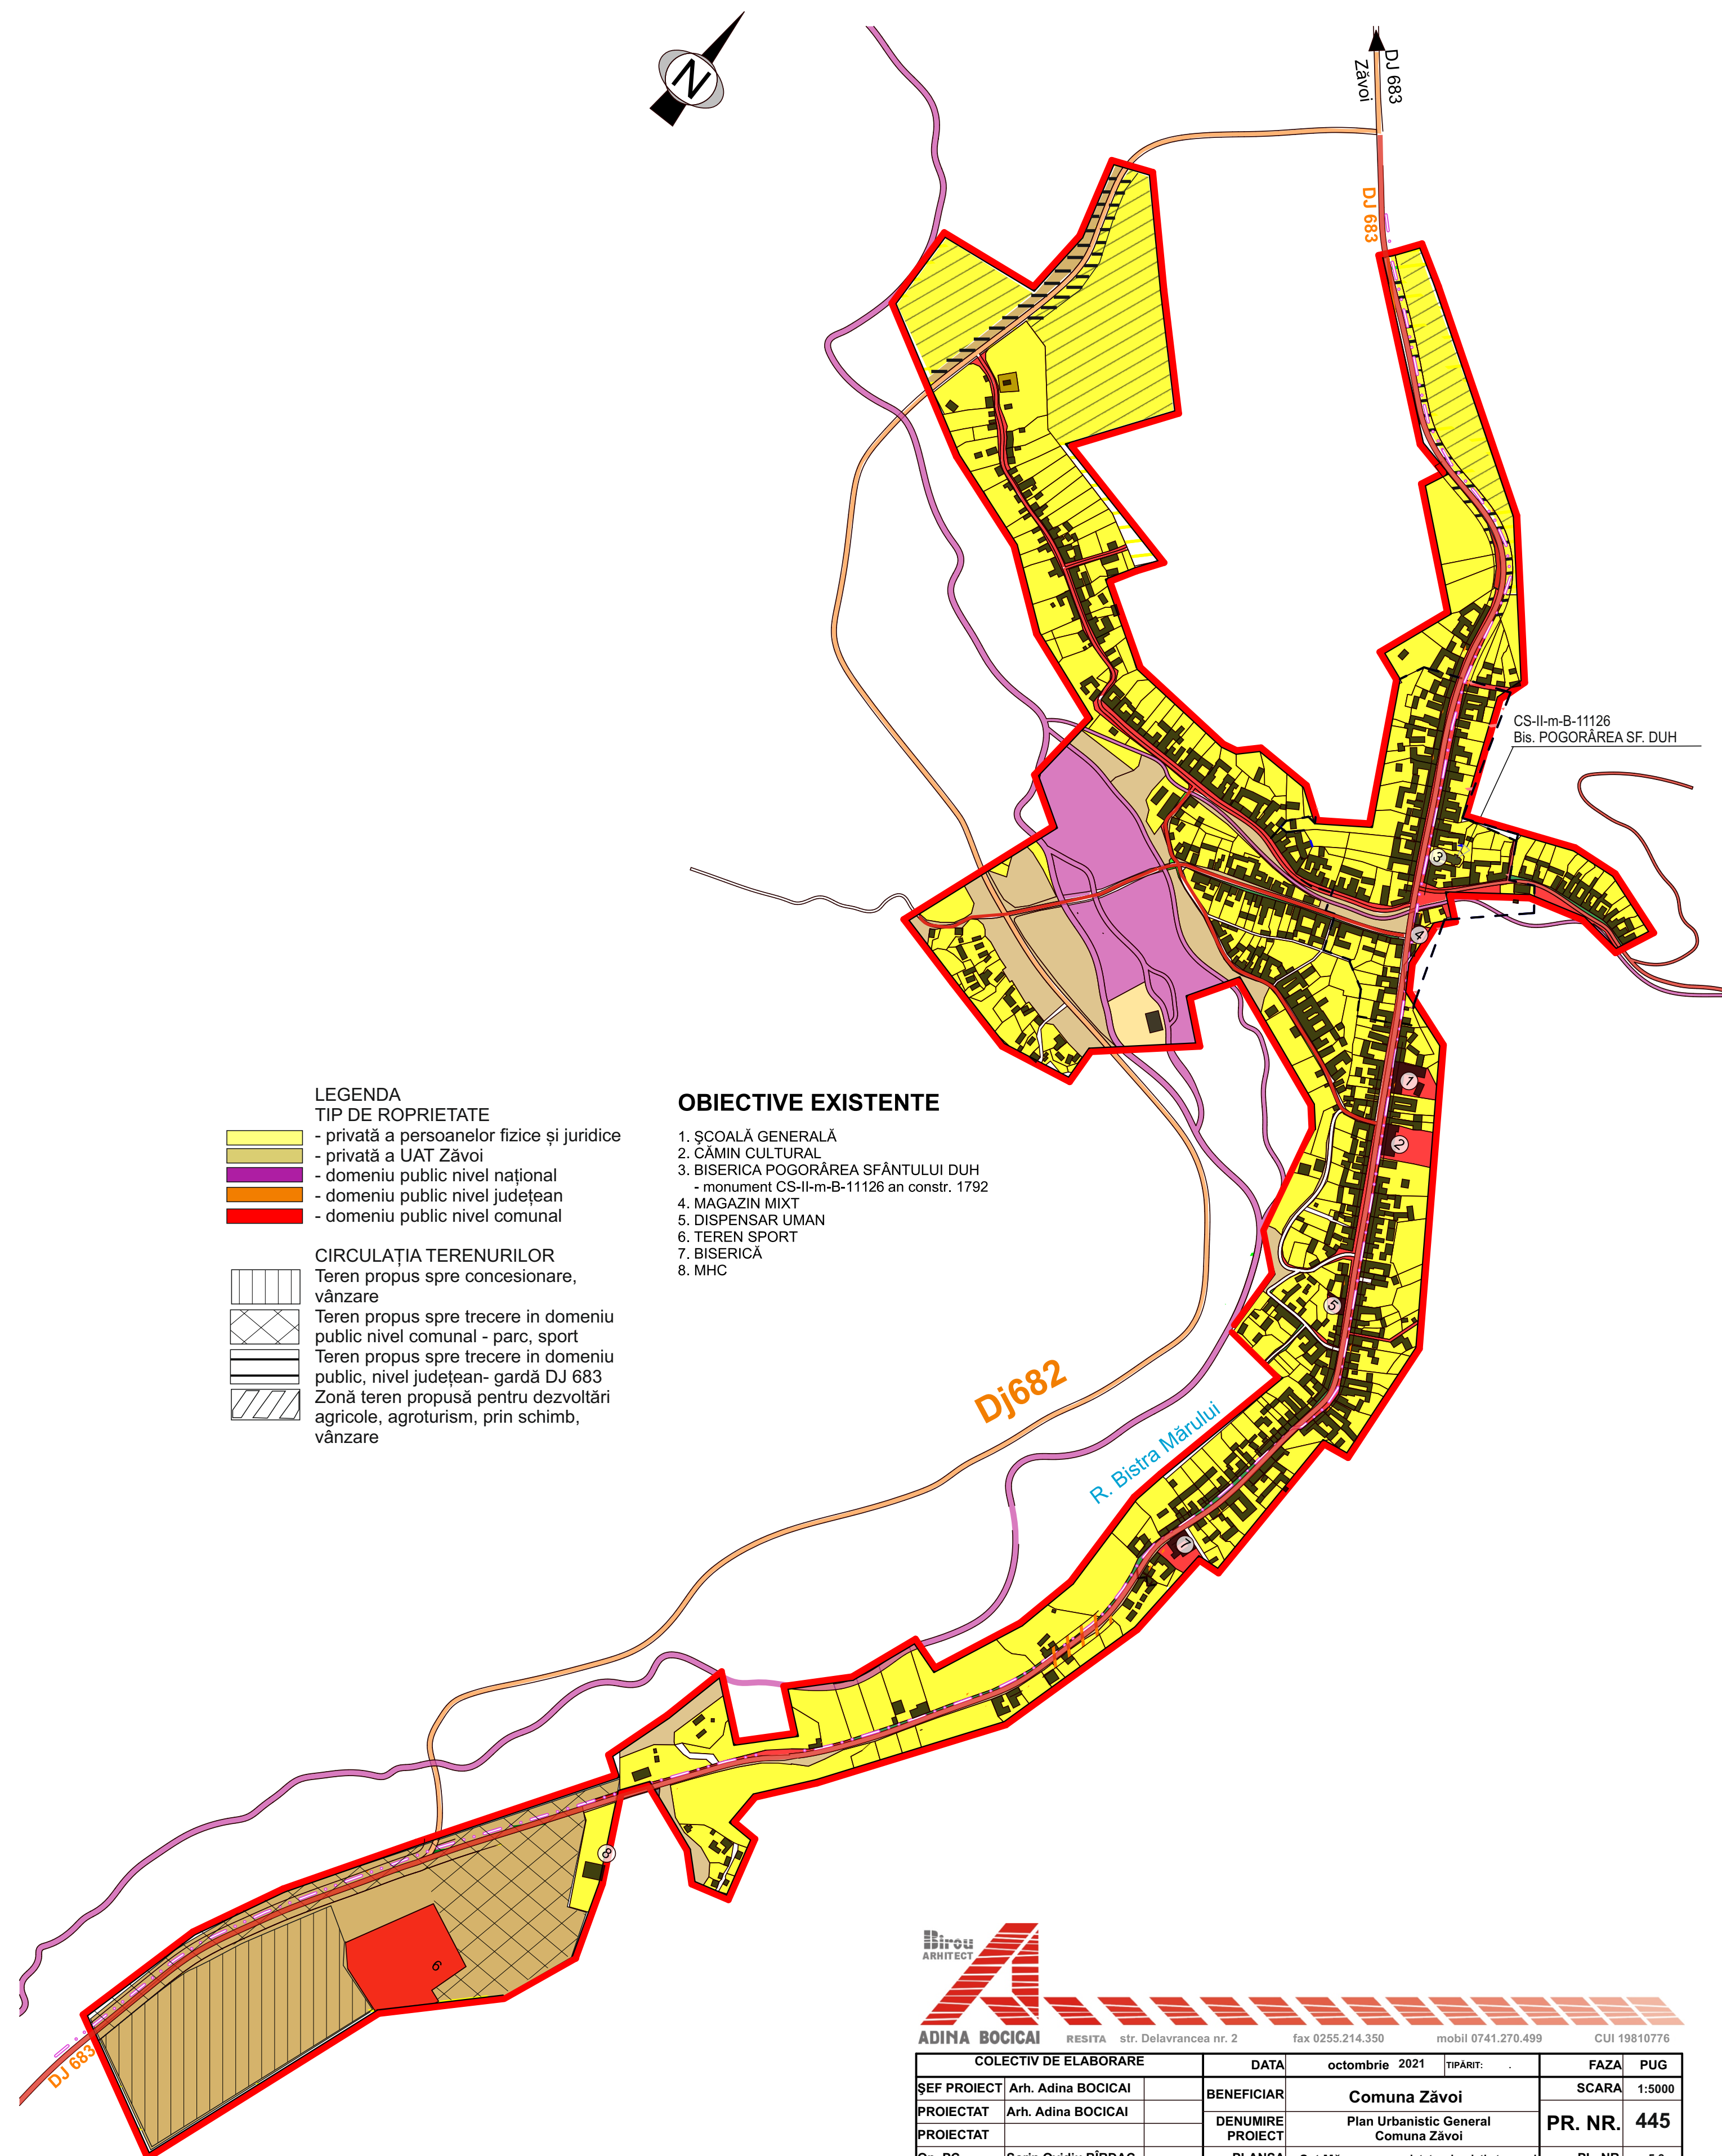 N
DJ 683
Zăvoi
DJ 683
CS-II-m-B-11126
Bis. POGORÂREA SF. DUH
3
4
1
2
5
7
8
6
LEGENDA
TIP DE ROPRIETATE
- privată a persoanelor fizice și juridice
- privată a UAT Zăvoi
- domeniu public nivel național
- domeniu public nivel județean
- domeniu public nivel comunal
CIRCULAȚIA TERENURILOR
Teren propus spre concesionare,
vânzare
Teren propus spre trecere in domeniu
public nivel comunal - parc, sport
Teren propus spre trecere in domeniu
public, nivel județean- gardă DJ 683
Zonă teren propusă pentru dezvoltări
agricole, agroturism, prin schimb,
vânzare
OBIECTIVE EXISTENTE
1. ȘCOALĂ GENERALĂ
2. CĂMIN CULTURAL
3. BISERICA POGORÂREA SFÂNTULUI DUH
- monument CS-II-m-B-11126 an constr. 1792
4. MAGAZIN MIXT
5. DISPENSAR UMAN
6. TEREN SPORT
7. BISERICĂ
8. MHC
Dj682
R. Bistra Mărului
DJ 683
Birou
ARHITECT
ADINA BOCICAI RESITA str. Delavrancea nr. 2 fax 0255.214.350 mobil 0741.270.499 CUI 19810776
COLECTIV DE ELABORARE DATA octombrie 2021 TIPĂRIT: . FAZA PUG
ȘEF PROIECT Arh. Adina BOCICAI BENEFICIAR Comuna Zăvoi SCARA 1:5000
PROIECTAT Arh. Adina BOCICAI DENUMIRE PROIECT Plan Urbanistic General Comuna Zăvoi PR. NR. 445
PROIECTAT